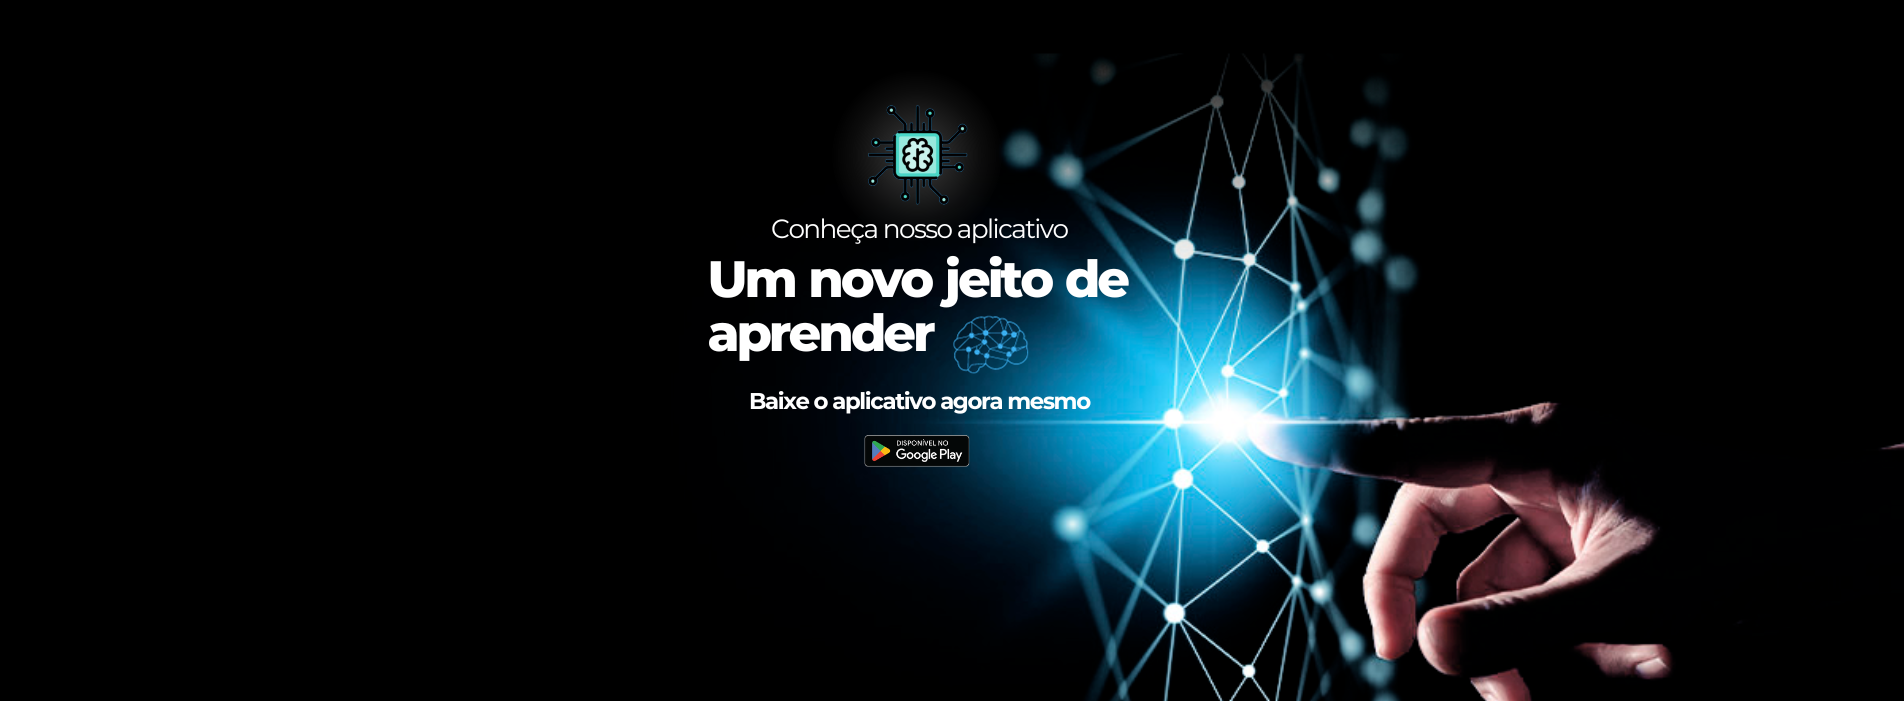 Conheça nosso aplicativo
Um novo jeito de
aprender
Baixe o aplicativo agora mesmo
DISPONÍVEL NO
Google Play